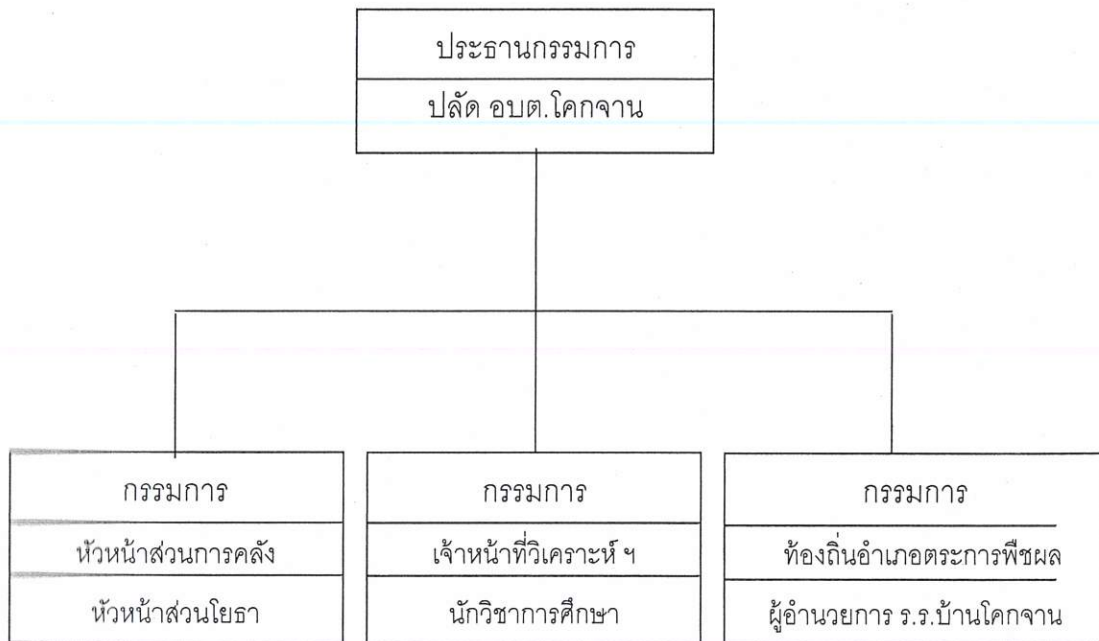 ประธานกรรมการ
ปลัด อบต.โคกจาน
กรรมการ
หัวหน้าส่วนการคลัง
หัวหน้าส่วนโยธา
กรรมการ
เจ้าหน้าที่วิเคราะห์ ฯ
นักวิชาการศึกษา
กรรมการ
ท้องถิ่นอำเภอตระการพืชผล
ผู้อำนวยการ ร.ร.บ้านโคกจาน